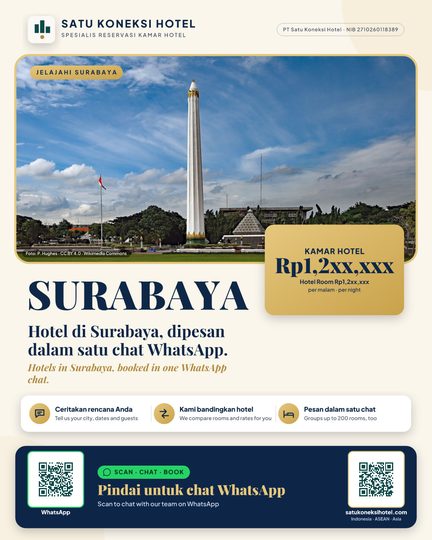 SATU KONEKSI HOTEL
SPESIALIS RESERVASI KAMAR HOTEL
PT Satu Koneksi Hotel · NIB 2710260118389
JELAJAHI SURABAYA
Foto: P. Hughes · CC BY 4.0 · Wikimedia Commons
KAMAR HOTEL
Rp1,2xx,xxx
Hotel Room Rp1,2xx,xxx
per malam · per night
SURABAYA
Hotel di Surabaya, dipesan
dalam satu chat WhatsApp.
Hotels in Surabaya, booked in one WhatsApp
chat.
Ceritakan rencana Anda
Tell us your city, dates and guests
Kami bandingkan hotel
We compare rooms and rates for you
Pesan dalam satu chat
Groups up to 200 rooms, too
SCAN · CHAT · BOOK
Pindai untuk chat WhatsApp
Scan to chat with our team on WhatsApp
WhatsApp
satukoneksihotel.com
Indonesia · ASEAN · Asia